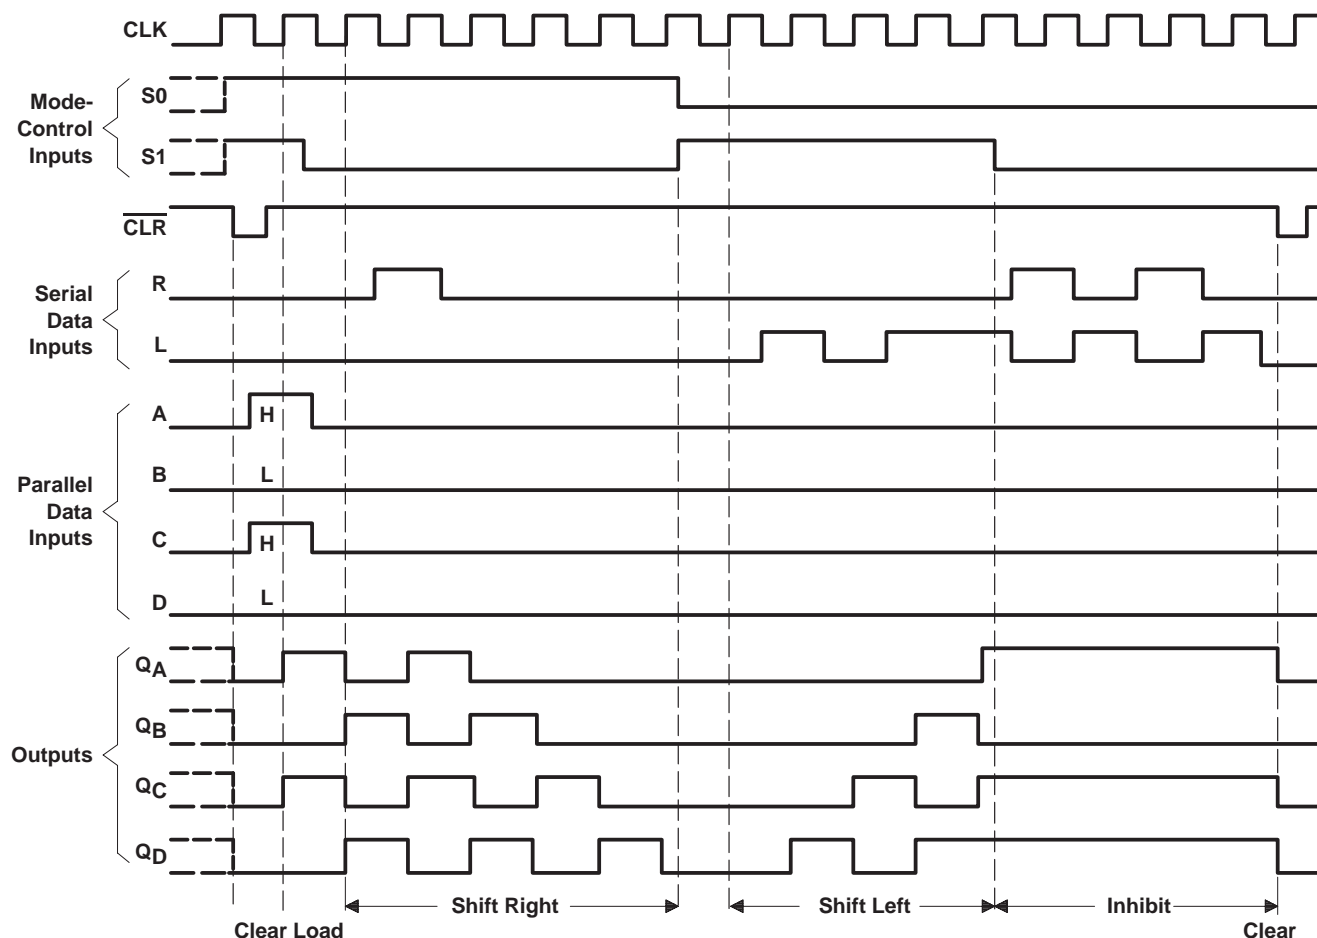 CLK
Mode-
Control
Inputs
S0
S1
CLR
Serial
Data
Inputs
R
L
Parallel
Data
Inputs
A
H
B
L
C
H
D
L
Outputs
QA
QB
QC
QD
Shift Right
Shift Left
Inhibit
Clear Load
Clear